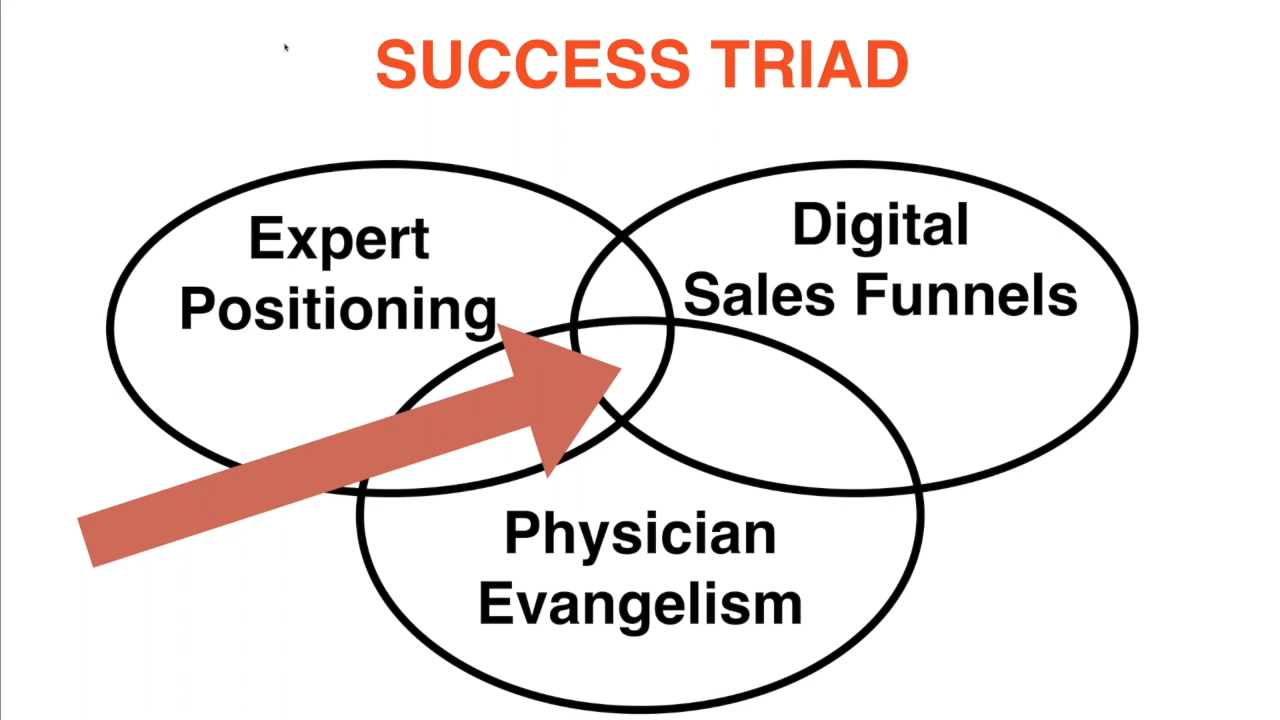 SUCCESS TRIAD
Expert
Positioning
Digital
Sales Funnels
Physician
Evangelism